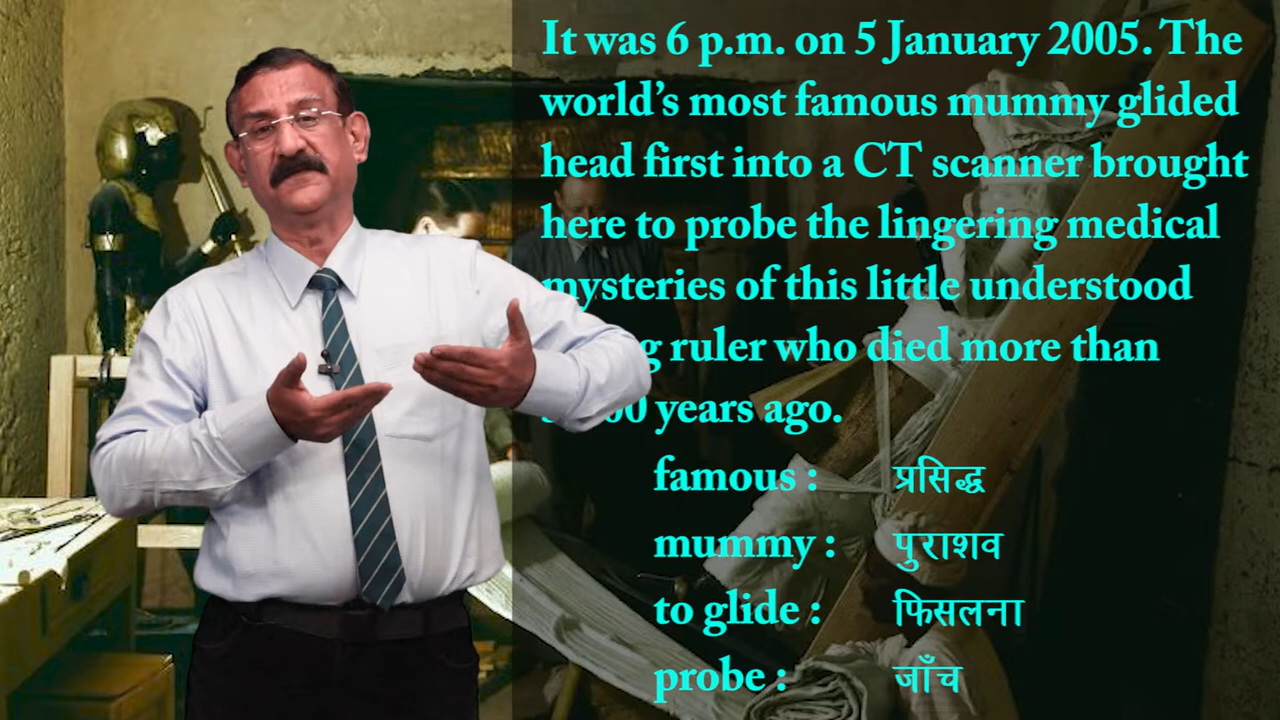 It was 6 p.m. on 5 January 2005. The
world's most famous mummy glided
head first into a CT scanner brought
here to probe the lingering medical
mysteries of this little understood
ruler who died more than
years ago.
famous : प्रसिद्ध
mummy : पुराशव
to glide : फिसलना
probe : जाँच